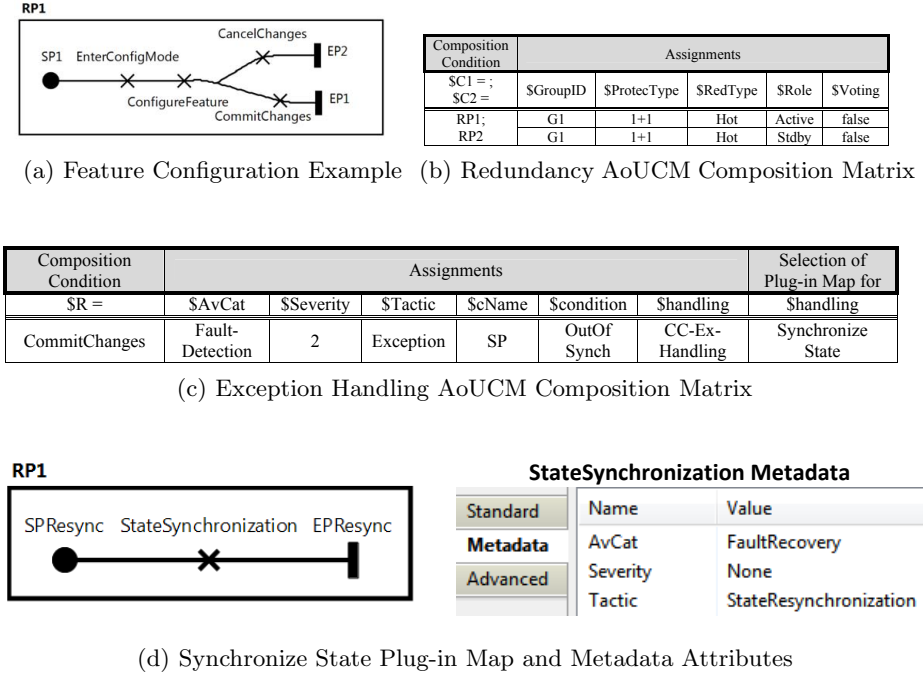 RP1
CancelChanges
SP1 EnterConfigMode EP2
ConfigureFeature EP1
CommitChanges
(a) Feature Configuration Example
Composition Condition Assignments
$C1 = ; $C2 = $GroupID $ProtecType $RedType $Role $Voting
RP1; RP2 G1 1+1 Hot Active false
G1 1+1 Hot Stdby false
(b) Redundancy AoUCM Composition Matrix
Composition Condition Assignments Selection of Plug-in Map for
$R = $AvCat $Severity $Tactic $cName $condition $handling $handling
CommitChanges Fault-Detection 2 Exception SP OutOf Synch CC-Ex-Handling Synchronize State
(c) Exception Handling AoUCM Composition Matrix
RP1
SPResync StateSynchronization EPResync
StateSynchronization Metadata
Standard Name Value
Metadata AvCat FaultRecovery
Advanced Severity None
Tactic StateResynchronization
(d) Synchronize State Plug-in Map and Metadata Attributes